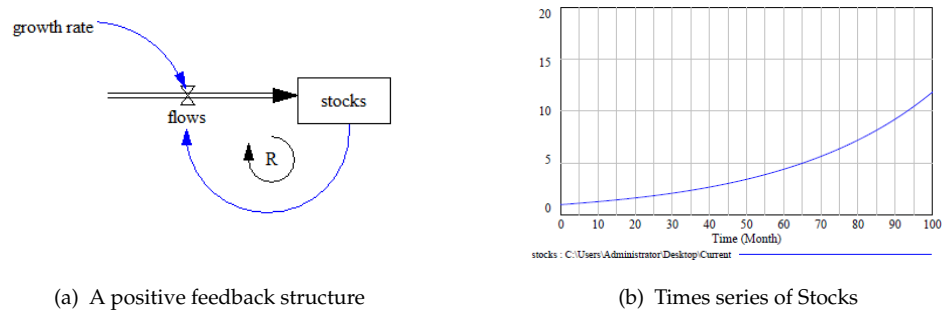 growth rate
flows
stocks
R
20
15
10
5
0
0 10 20 30 40 50 60 70 80 90 100
Time (Month)
stocks : C:\Users\Administrator\Desktop\Current
(a) A positive feedback structure
(b) Times series of Stocks